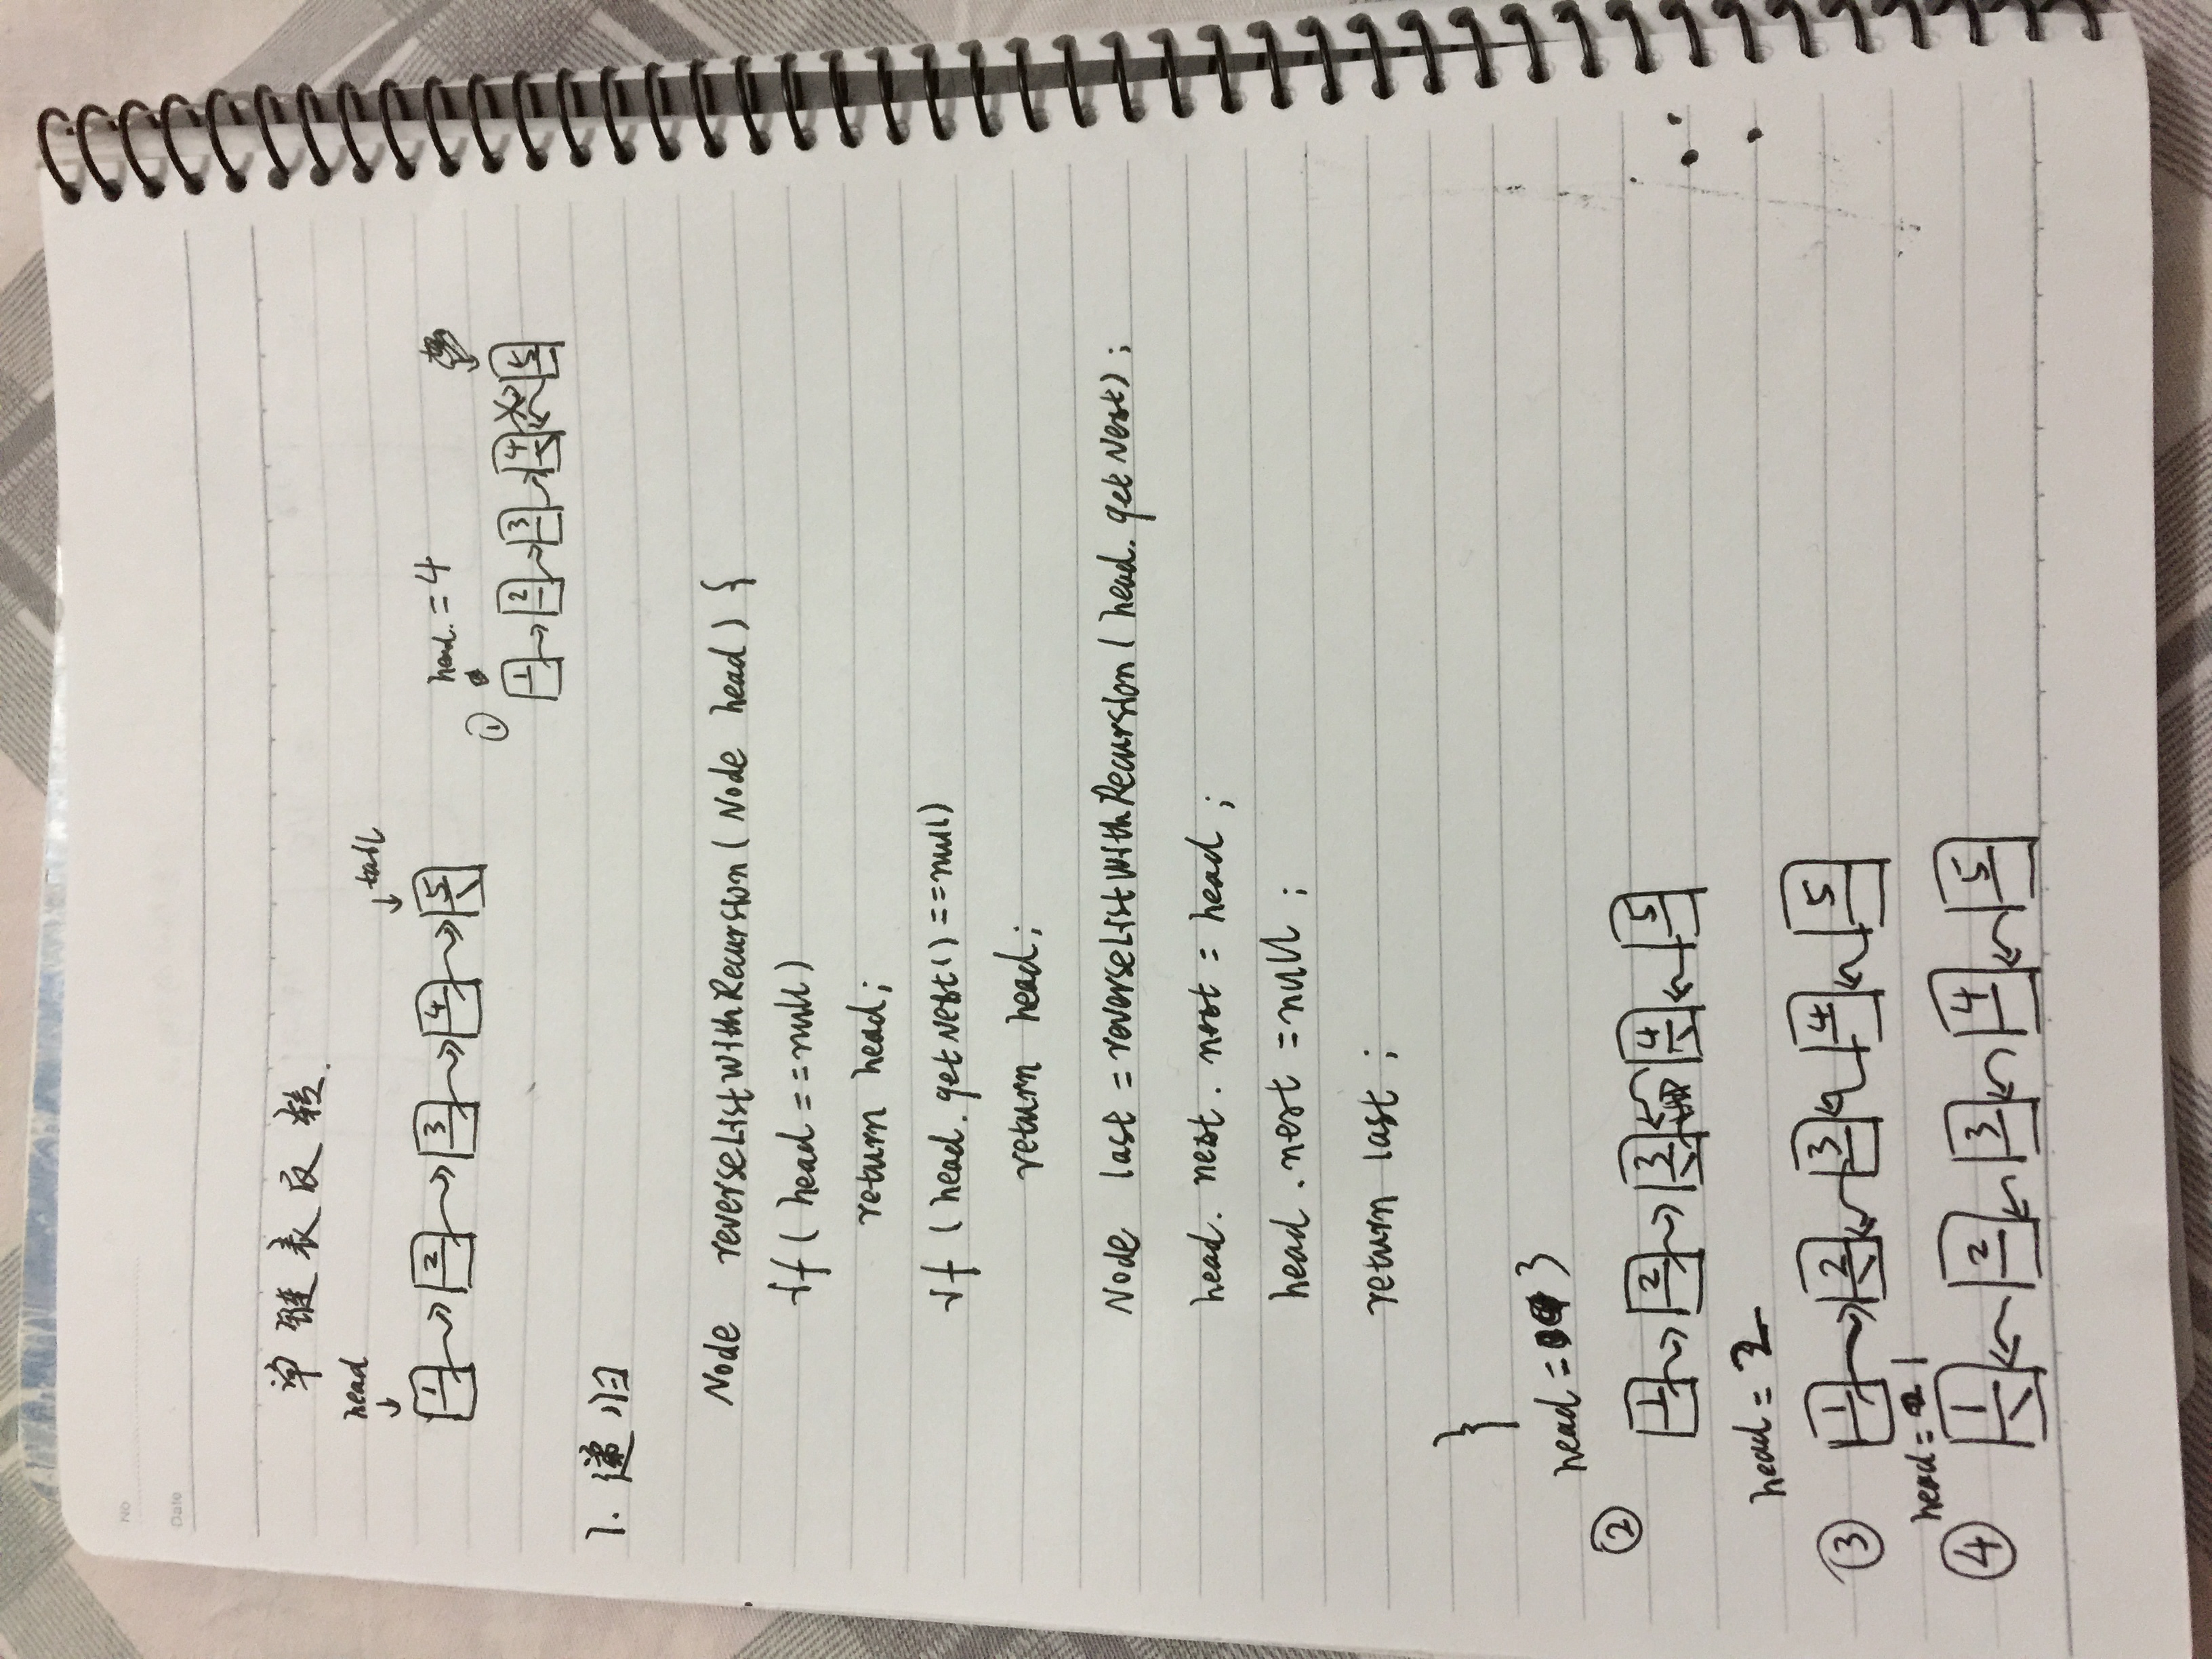 No
Date
单链表反转.
head
tail
1 2 3 4 5
head. = 4
①
1 2 3 4 5
1. 递归
Node reverseListWithRecursion ( Node head ) {
if ( head == null)
return head;
if ( head. getNext() == null)
return head;
Node last = reverseListWithRecursion ( head. getNext) ;
head. next . next = head ;
head . next = null ;
return last ;
}
head = 3
②
1 2 3 4 5
head = 2
③
1 2 3 4 5
head = 1
④
1 2 3 4 5